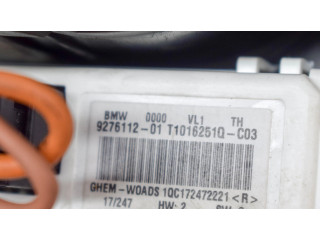 BMW 0000 VL1 TH
9276112-01 T1016251Q-C03
GHEM-WOADS 1QC172472221 <R>
17/247 HW: 2